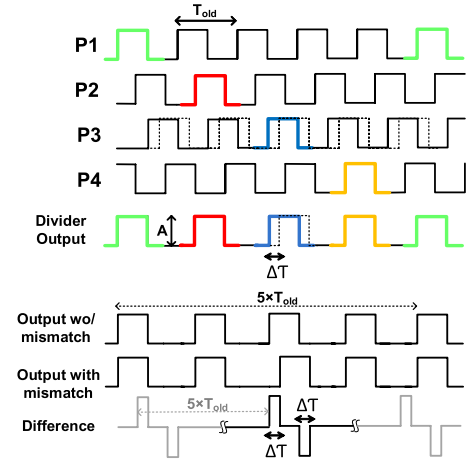 T_old
P1
P2
P3
P4
Divider
Output
A
ΔT
5×T_old
Output wo/
mismatch
Output with
mismatch
5×T_old
ΔT
Difference
ΔT